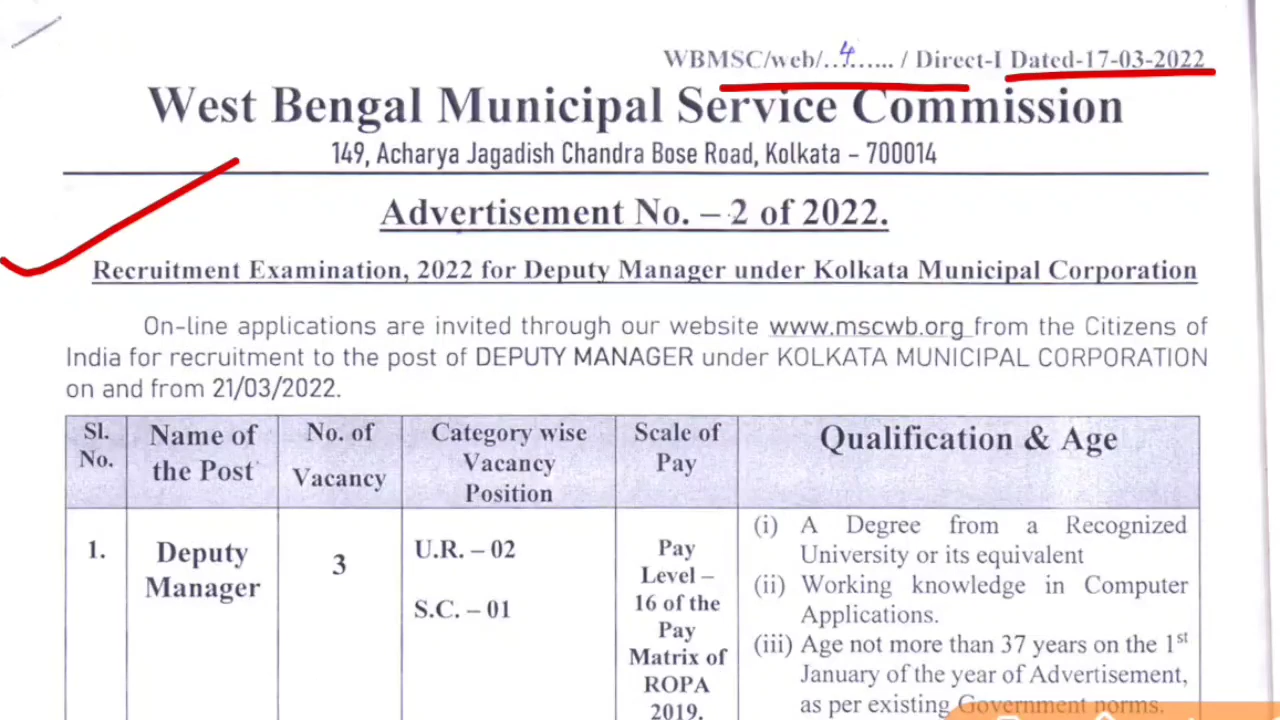 WBMSC/web/...4...... / Direct-I Dated-17-03-2022
West Bengal Municipal Service Commission
149, Acharya Jagadish Chandra Bose Road, Kolkata – 700014
Advertisement No. – 2 of 2022.
Recruitment Examination, 2022 for Deputy Manager under Kolkata Municipal Corporation
On-line applications are invited through our website www.mscwb.org from the Citizens of
India for recruitment to the post of DEPUTY MANAGER under KOLKATA MUNICIPAL CORPORATION
on and from 21/03/2022.
Sl. No.
Name of the Post
No. of Vacancy
Category wise Vacancy Position
Scale of Pay
Qualification & Age
1.
Deputy Manager
3
U.R. – 02
S.C. – 01
Pay
Level –
16 of the
Pay
Matrix of
ROPA
2019.
(i) A Degree from a Recognized
University or its equivalent
(ii) Working knowledge in Computer
Applications.
(iii) Age not more than 37 years on the 1st
January of the year of Advertisement,
as per existing Government norms.